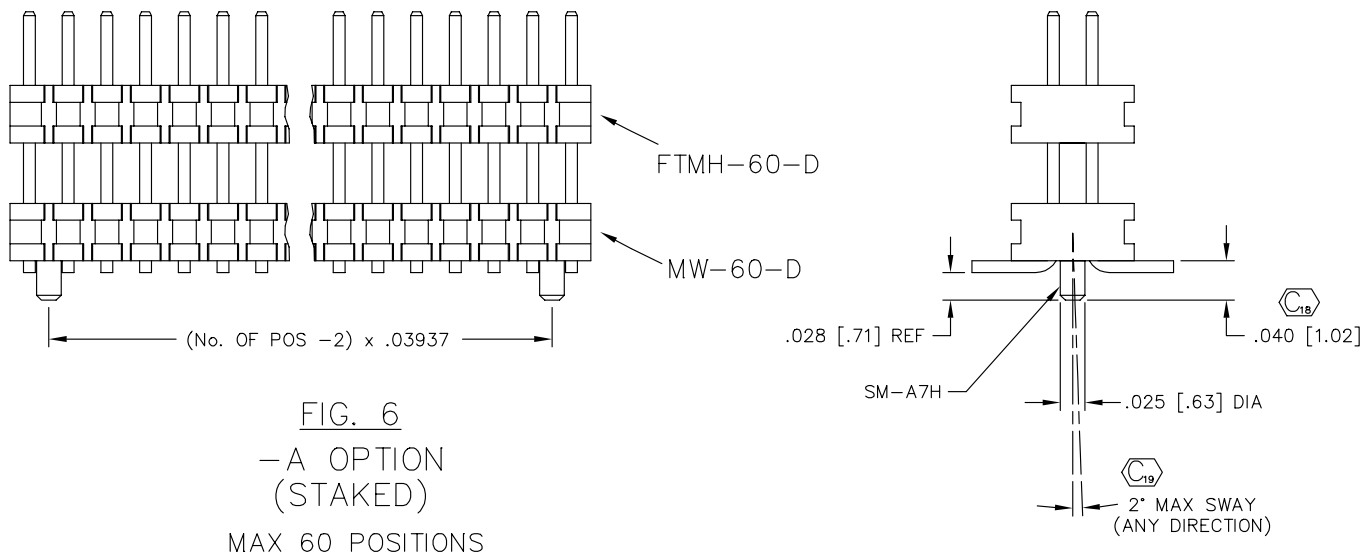 FTMH-60-D
MW-60-D
(No. OF POS -2) x .03937
FIG. 6
-A OPTION
(STAKED)
MAX 60 POSITIONS
.028 [.71] REF
C18
.040 [1.02]
SM-A7H
.025 [.63] DIA
C19
2° MAX SWAY
(ANY DIRECTION)